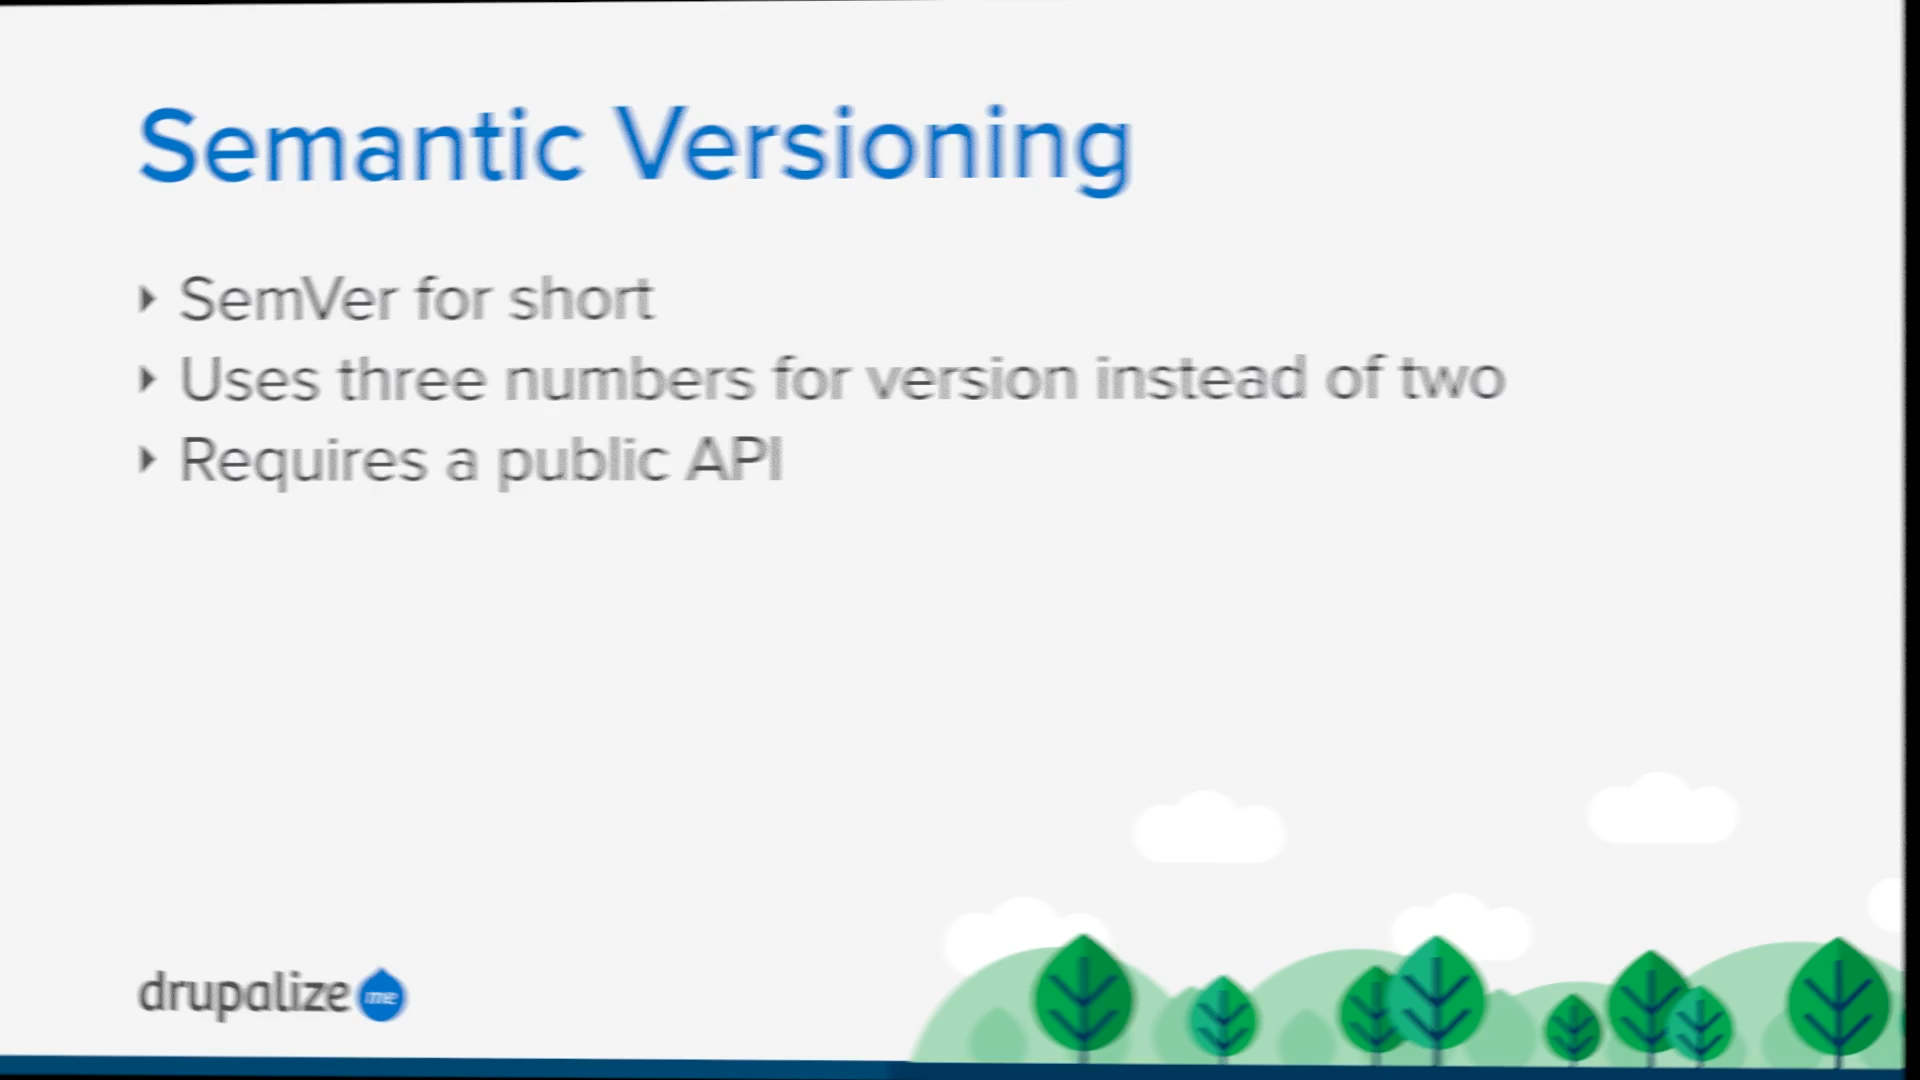 Semantic Versioning
SemVer for short
Uses three numbers for version instead of two
Requires a public API
drupalize me